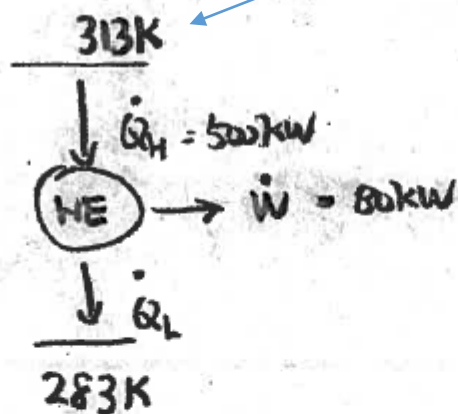 313K
Q̇H = 500kW
HE → Ẇ = 80kW
Q̇L
283K